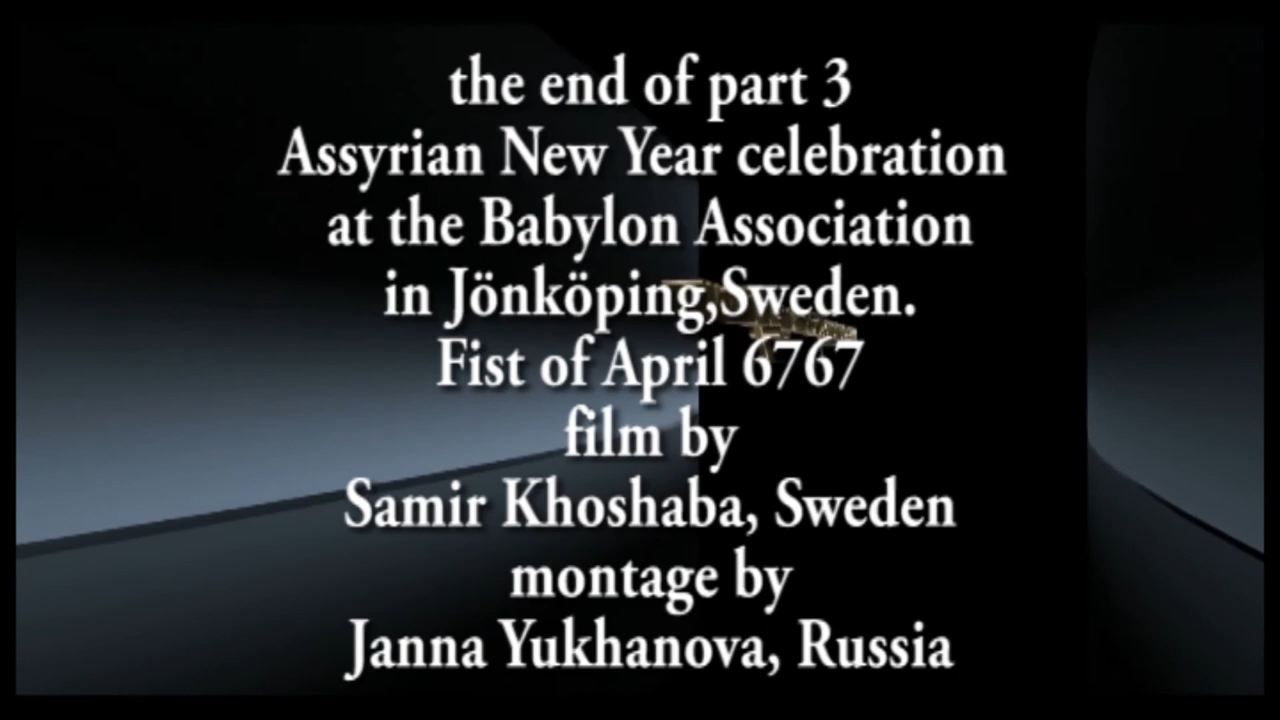 the end of part 3
Assyrian New Year celebration
at the Babylon Association
in Jönköping,Sweden.
Fist of April 6767
film by
Samir Khoshaba, Sweden
montage by
Janna Yukhanova, Russia